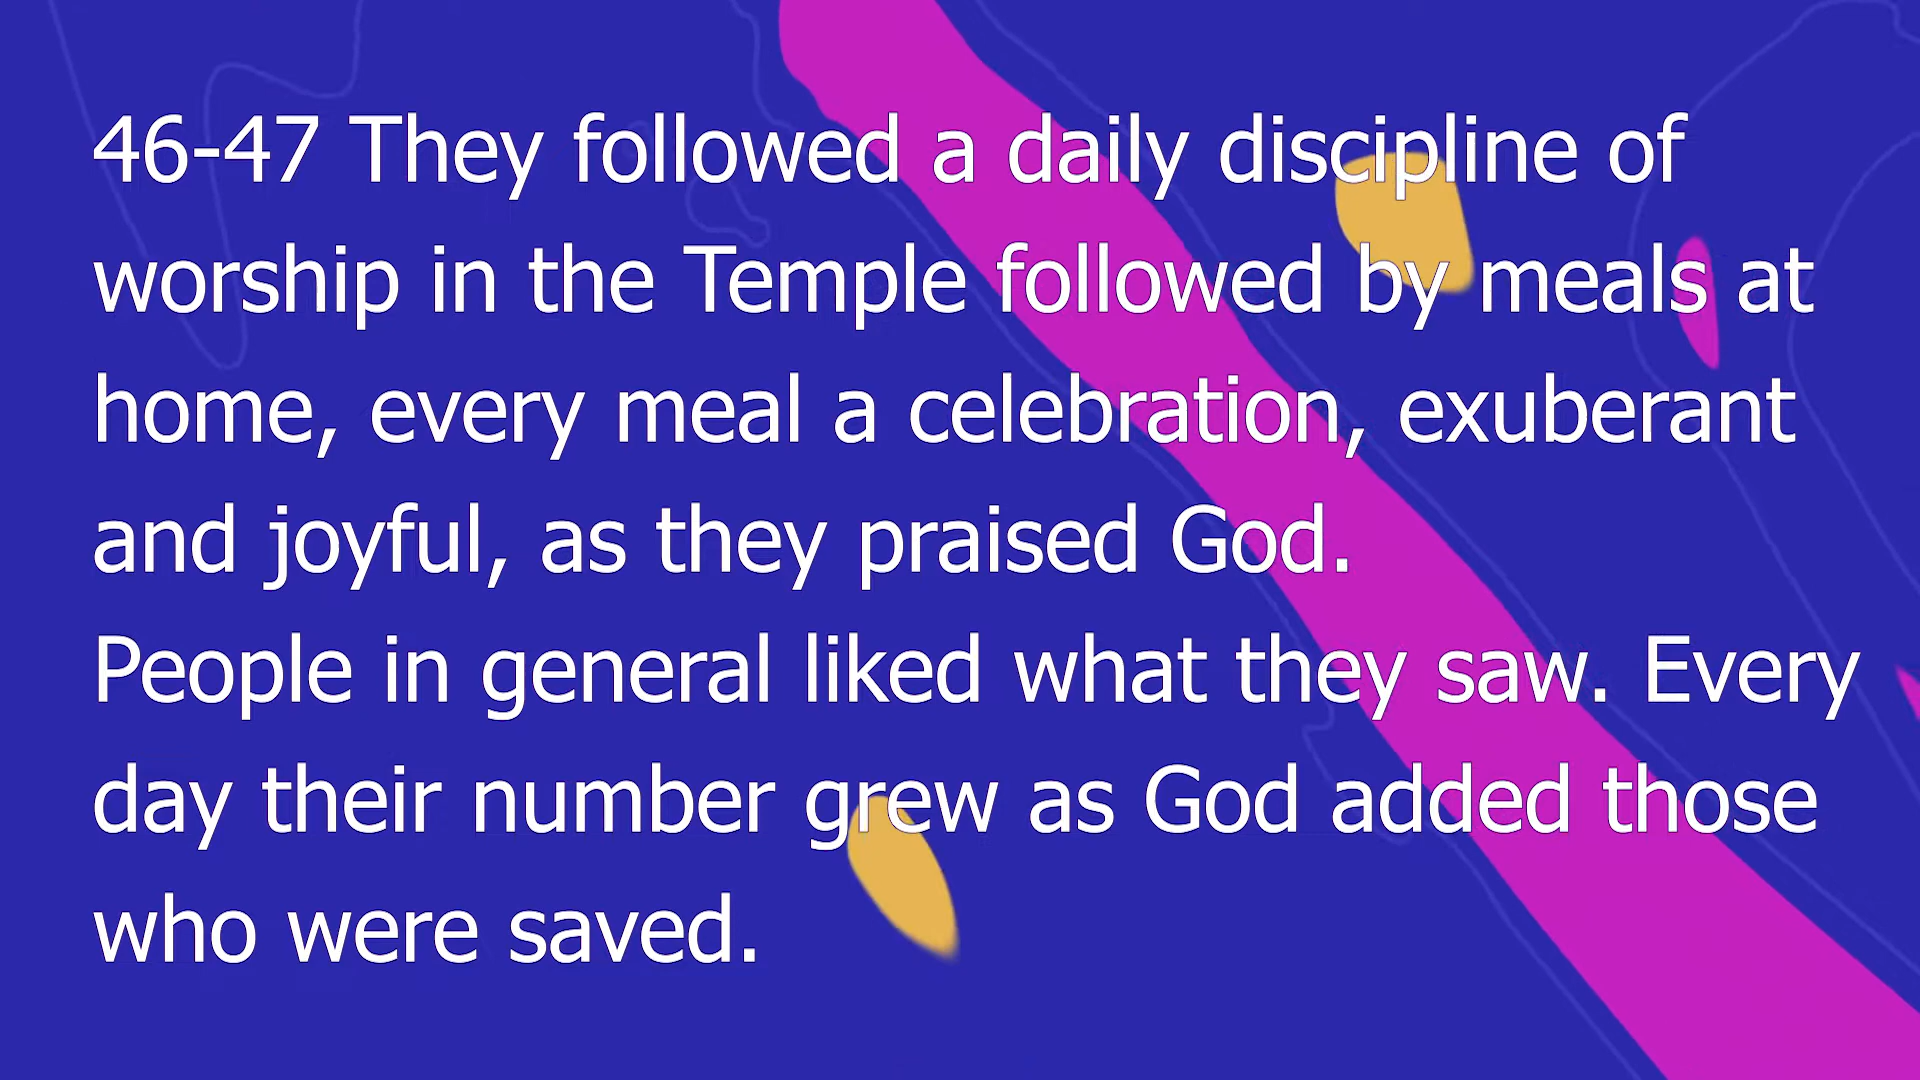 46-47 They followed a daily discipline of
worship in the Temple followed by meals at
home, every meal a celebration, exuberant
and joyful, as they praised God.
People in general liked what they saw. Every
day their number grew as God added those
who were saved.